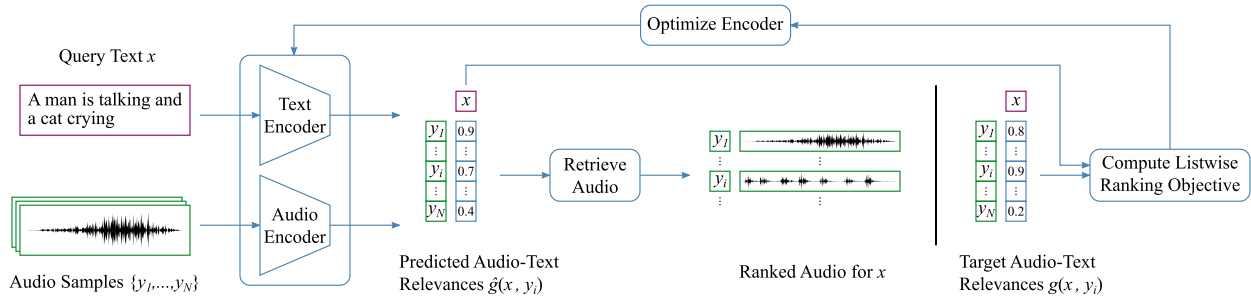 Optimize Encoder
Query Text x
A man is talking and
a cat crying
Text
Encoder
Audio
Encoder
Audio Samples {y1,...,yN}
x
y1 0.9
⋮ ⋮
yi 0.7
⋮ ⋮
yN 0.4
Predicted Audio-Text
Relevances ĝ(x , yi)
Retrieve
Audio
y1
⋮ ⋮
yi
⋮ ⋮
Ranked Audio for x
x
y1 0.8
⋮ ⋮
yi 0.9
⋮ ⋮
yN 0.2
Target Audio-Text
Relevances g(x , yi)
Compute Listwise
Ranking Objective